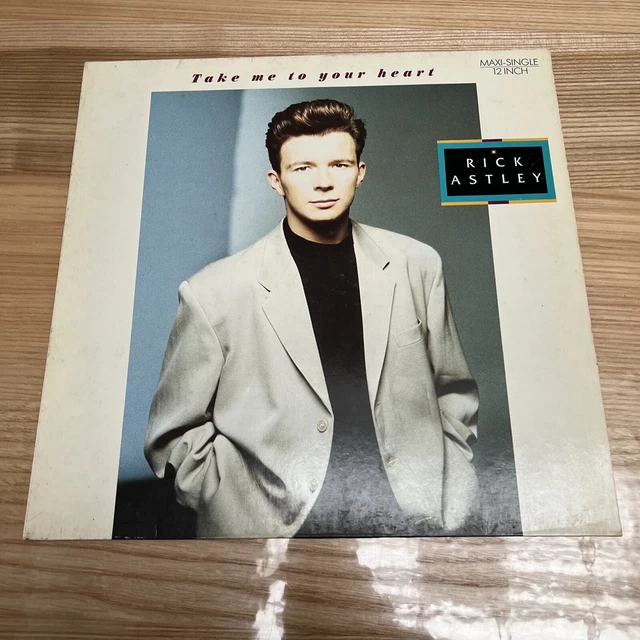 Take me to your heart
MAXI-SINGLE
12 INCH
RICK
ASTLEY